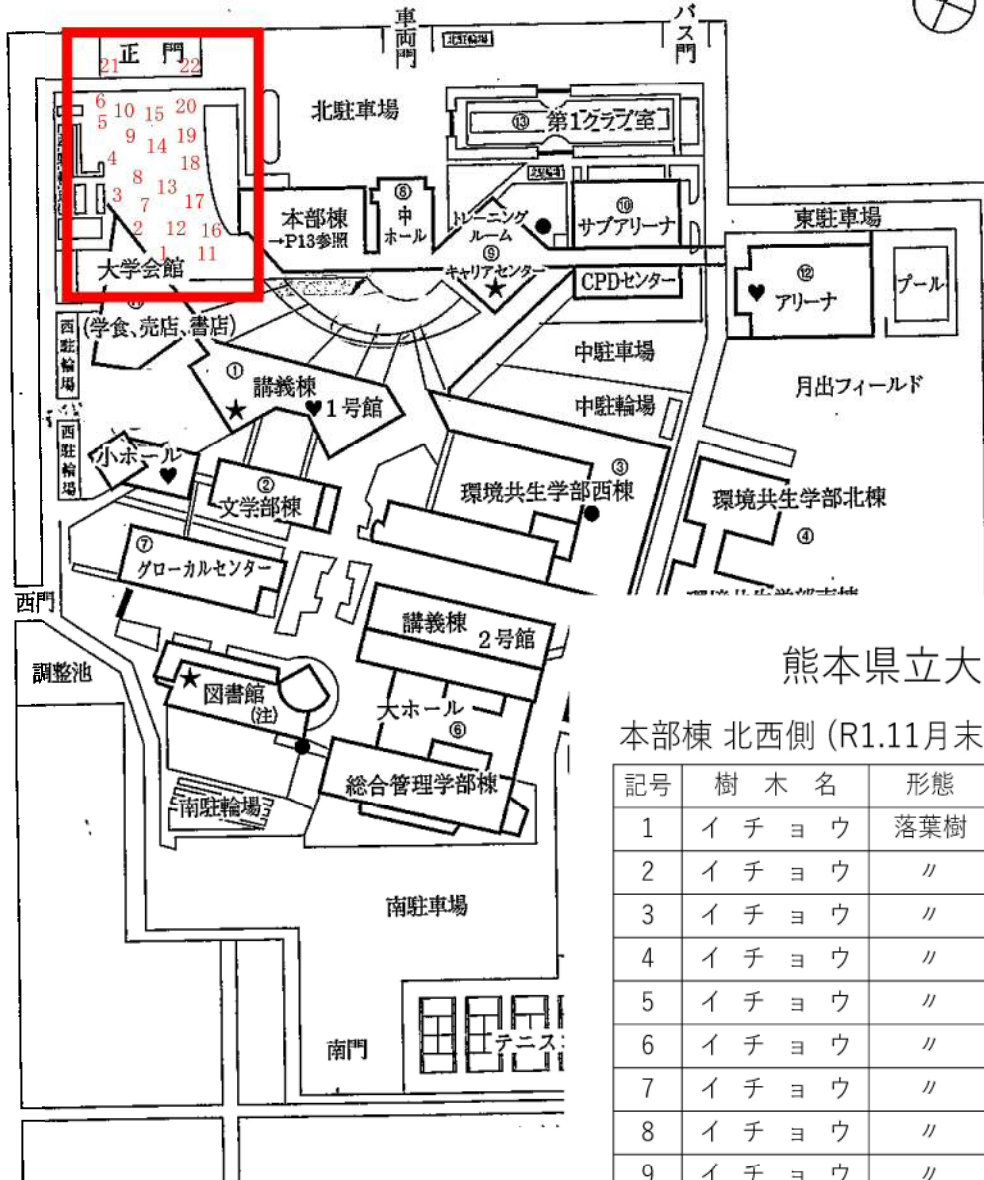 車両門
北駐輪場
バス門
正門
21 22
6 10 15 20
5
9 14 19
4 18
8 13
3 7 17
2 12 16
1 11
北駐車場
⑬ 第1クラブ室
本部棟
→P13参照
⑧
中
ホール
トレーニング
ルーム
⑨
キャリアセンター
★
⑩
サブアリーナ
CPDセンター
東駐車場
⑫
♥ アリーナ
プール
大学会館
(学食、売店、書店)
西駐輪場
①
講義棟
★ ♥ 1号館
中駐車場
中駐輪場
月出フィールド
西駐輪場
小ホール
♥
②
文学部棟
③
環境共生学部西棟
環境共生学部北棟
④
⑦
グローカルセンター
西門
講義棟
2号館
調整池
★ 図書館
(注)
大ホール
⑥
総合管理学部棟
南駐輪場
南駐車場
南門
テニス
熊本県立大
本部棟 北西側 (R1.11月末
記号 樹木名 形態
1 イチョウ 落葉樹
2 イチョウ 〃
3 イチョウ 〃
4 イチョウ 〃
5 イチョウ 〃
6 イチョウ 〃
7 イチョウ 〃
8 イチョウ 〃
9 イチョウ 〃